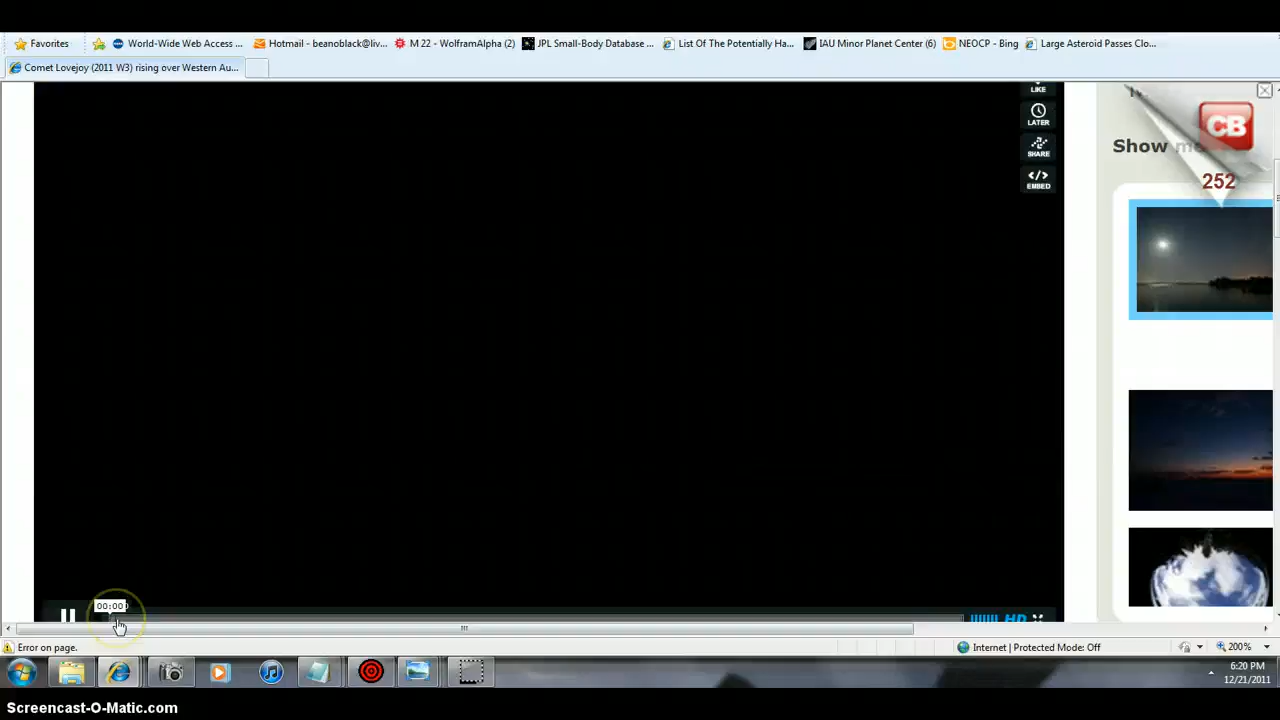 Favorites World-Wide Web Access ... Hotmail - beanoblack@liv... M 22 - WolframAlpha (2) JPL Small-Body Database ... List Of The Potentially Ha... IAU Minor Planet Center (6) NEOCP - Bing Large Asteroid Passes Clo...
Comet Lovejoy (2011 W3) rising over Western Au...
LIKE
LATER
SHARE
EMBED
CB
Show
252
00:00
HD
Error on page.
Internet | Protected Mode: Off
200%
6:20 PM
12/21/2011
Screencast-O-Matic.com